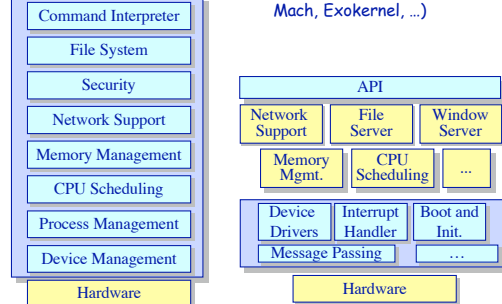 Command Interpreter
File System
Security
Network Support
Memory Management
CPU Scheduling
Process Management
Device Management
Hardware
Mach, Exokernel, …)
API
Network
Support
File
Server
Window
Server
Memory
Mgmt.
CPU
Scheduling
...
Device
Drivers
Interrupt
Handler
Boot and
Init.
Message Passing
…
Hardware